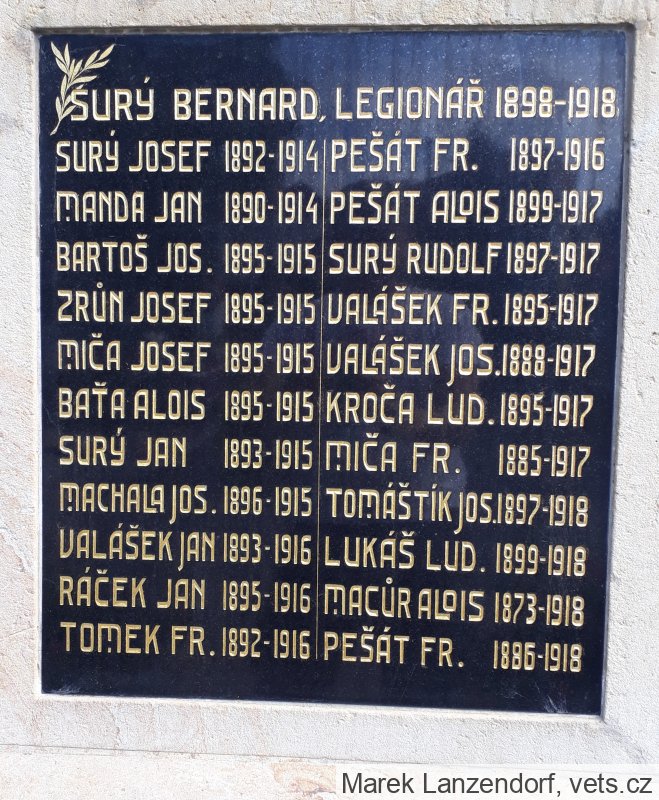 SURÝ BERNARD, LEGIONÁŘ 1898-1918
SURÝ JOSEF 1892-1914
MANDA JAN 1890-1914
BARTOŠ JOS. 1895-1915
ZRŮN JOSEF 1895-1915
MIČA JOSEF 1895-1915
BAŤA ALOIS 1895-1915
SURÝ JAN 1893-1915
MACHALA JOS. 1896-1915
VALÁŠEK JAN 1893-1916
RÁČEK JAN 1895-1916
TOMEK FR. 1892-1916
PEŠÁT FR. 1897-1916
PEŠÁT ALOIS 1899-1917
SURÝ RUDOLF 1897-1917
VALÁŠEK FR. 1895-1917
VALÁŠEK JOS. 1888-1917
KROČA LUD. 1895-1917
MIČA FR. 1885-1917
TOMÁŠTÍK JOS. 1897-1918
LUKÁŠ LUD. 1899-1918
MACŮR ALOIS 1873-1918
PEŠÁT FR. 1886-1918
Marek Lanzendorf, vets.cz